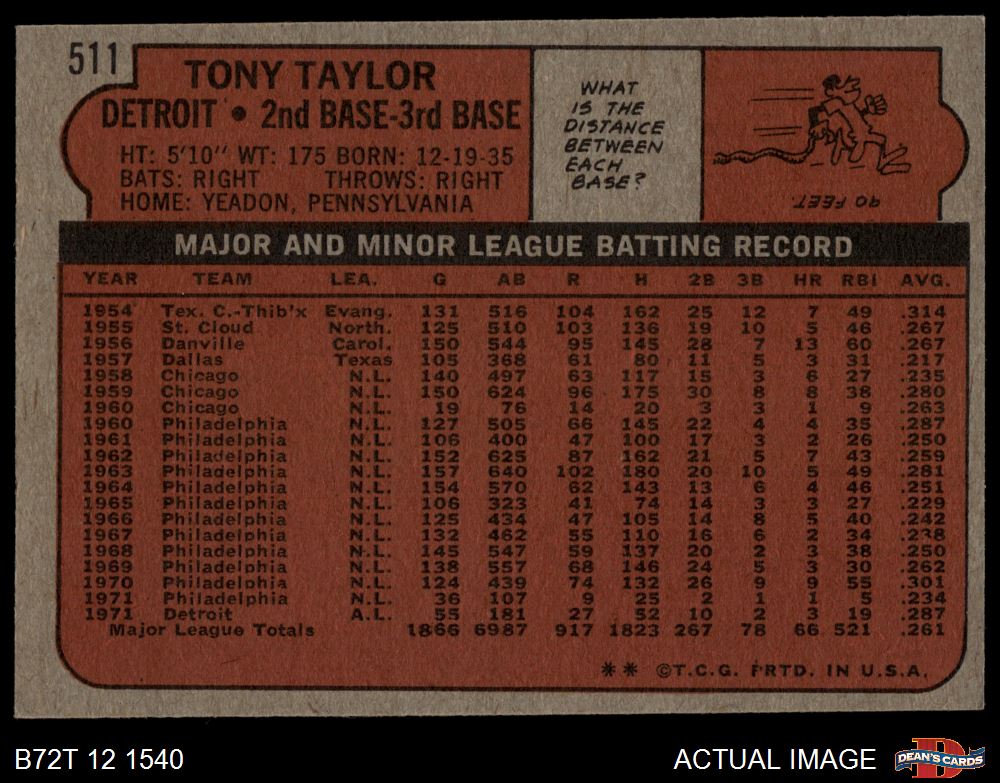 511
TONY TAYLOR
DETROIT • 2nd BASE-3rd BASE
HT: 5'10" WT: 175 BORN: 12-19-35
BATS: RIGHT THROWS: RIGHT
HOME: YEADON, PENNSYLVANIA
WHAT
IS THE
DISTANCE
BETWEEN
EACH
BASE?
90 FEET.
MAJOR AND MINOR LEAGUE BATTING RECORD
YEAR TEAM LEA. G AB R H 2B 3B HR RBI AVG.
1954 Tex. C.-Thib'x Evang. 131 516 104 162 25 12 7 49 .314
1955 St. Cloud North. 125 510 103 136 19 10 5 46 .267
1956 Danville Carol. 150 544 95 145 28 7 13 60 .267
1957 Dallas Texas 105 368 61 80 11 5 3 31 .217
1958 Chicago N.L. 140 497 63 117 15 3 6 27 .235
1959 Chicago N.L. 150 624 96 175 30 8 8 38 .280
1960 Chicago N.L. 19 76 14 20 3 3 1 9 .263
1960 Philadelphia N.L. 127 505 66 145 22 4 4 35 .287
1961 Philadelphia N.L. 106 400 47 100 17 3 2 26 .250
1962 Philadelphia N.L. 152 625 87 162 21 5 7 43 .259
1963 Philadelphia N.L. 157 640 102 180 20 10 5 49 .281
1964 Philadelphia N.L. 154 570 62 143 13 6 4 46 .251
1965 Philadelphia N.L. 106 323 41 74 14 3 3 27 .229
1966 Philadelphia N.L. 125 434 47 105 14 8 5 40 .242
1967 Philadelphia N.L. 132 462 55 110 16 6 2 34 .238
1968 Philadelphia N.L. 145 547 59 137 20 2 3 38 .250
1969 Philadelphia N.L. 138 557 68 146 24 5 3 30 .262
1970 Philadelphia N.L. 124 439 74 132 26 9 9 55 .301
1971 Philadelphia N.L. 36 107 9 25 2 1 1 5 .234
1971 Detroit A.L. 55 181 27 52 10 2 3 19 .287
Major League Totals 1866 6987 917 1823 267 78 66 521 .261
** ©T.C.G. PRTD. IN U.S.A.
B72T 12 1540
ACTUAL IMAGE
DEAN'S CARDS